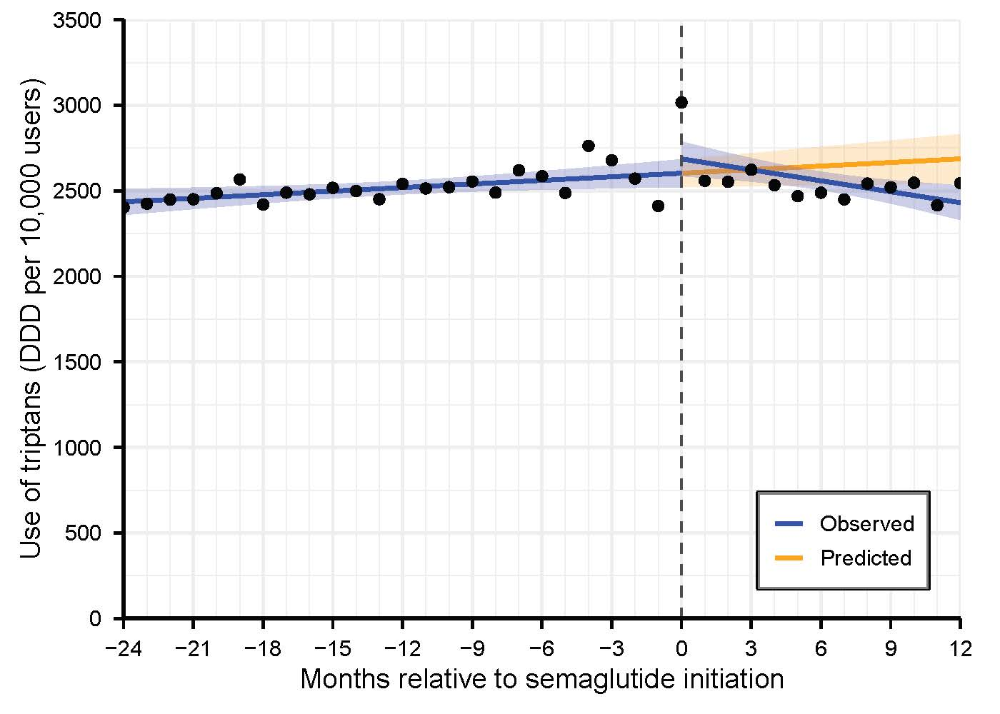 3500
3000
2500
2000
1500
1000
500
0
Use of triptans (DDD per 10,000 users)
Observed
Predicted
−24 −21 −18 −15 −12 −9 −6 −3 0 3 6 9 12
Months relative to semaglutide initiation